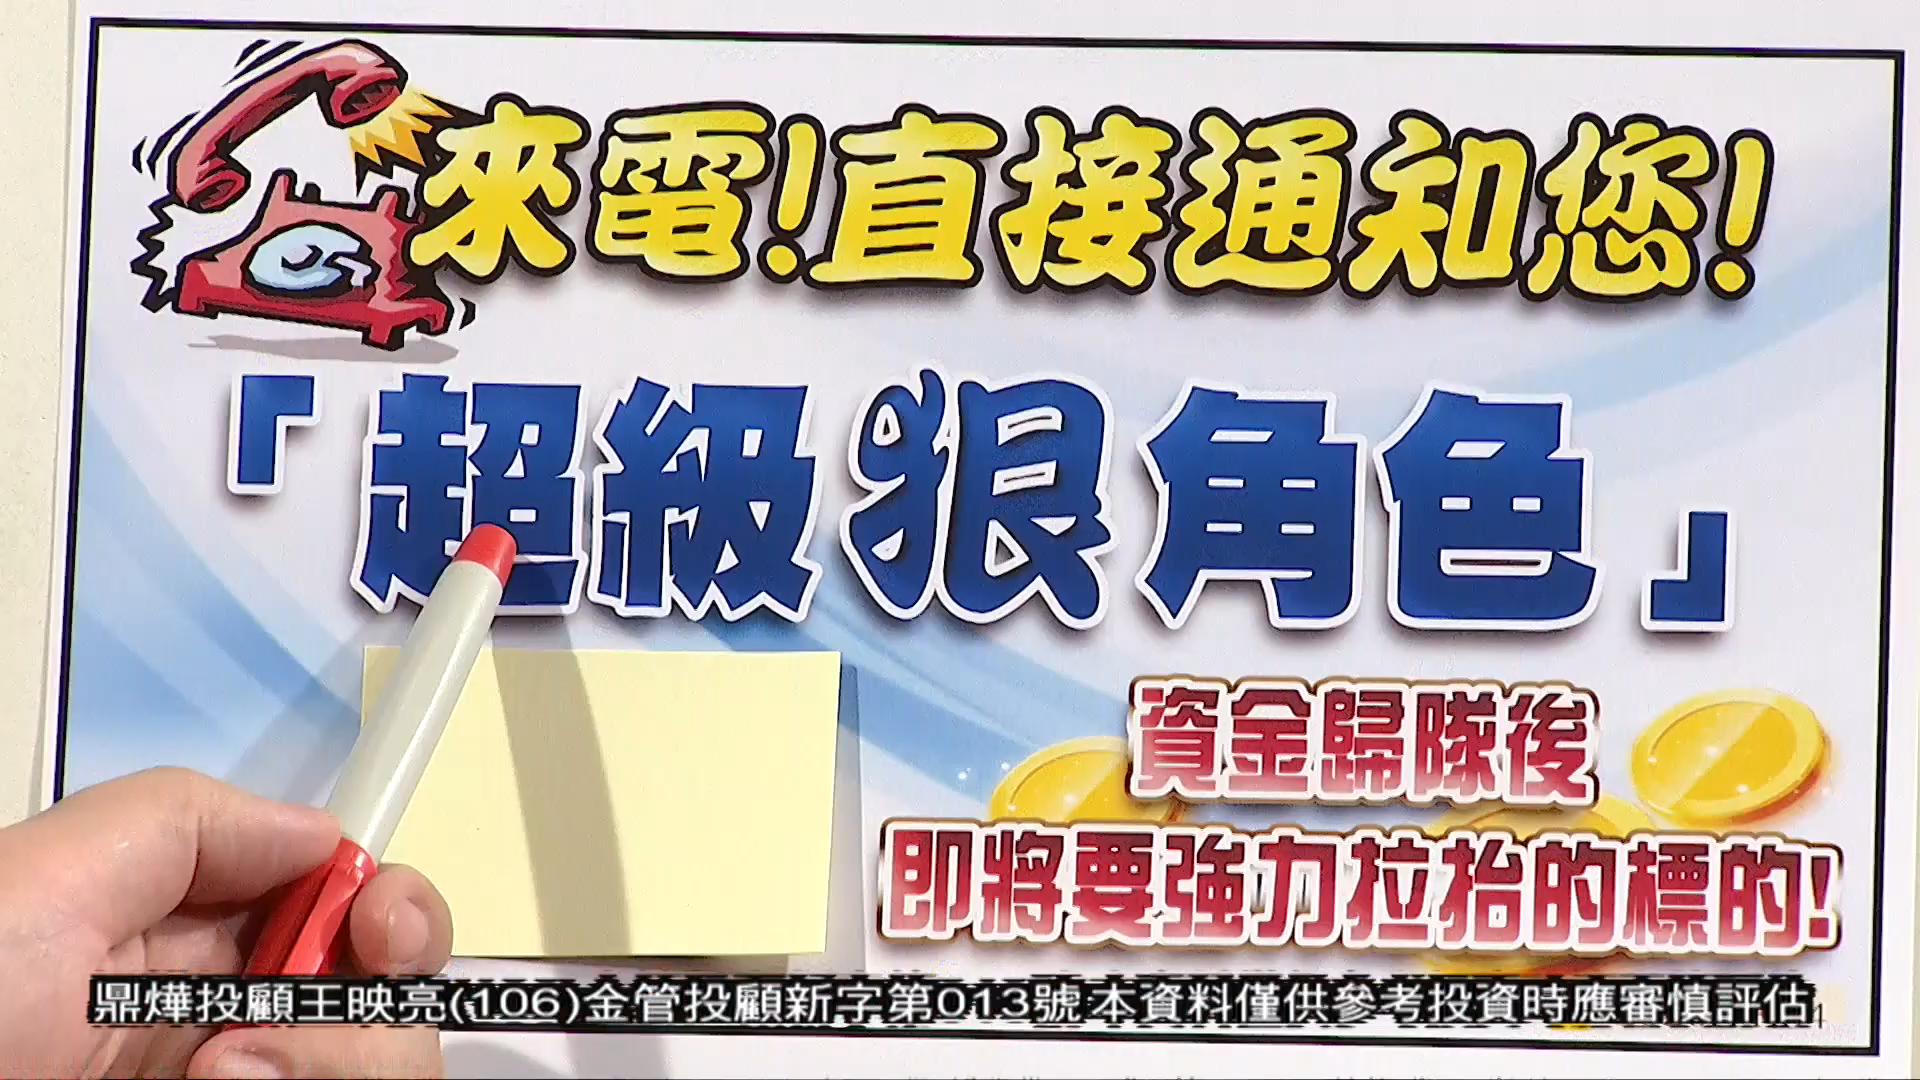 來電!直接通知您!
「超級狠角色」
資金歸隊後
即將要強力拉抬的標的!
鼎燁投顧王映亮(106)金管投顧新字第013號 本資料僅供參考投資時應審慎評估